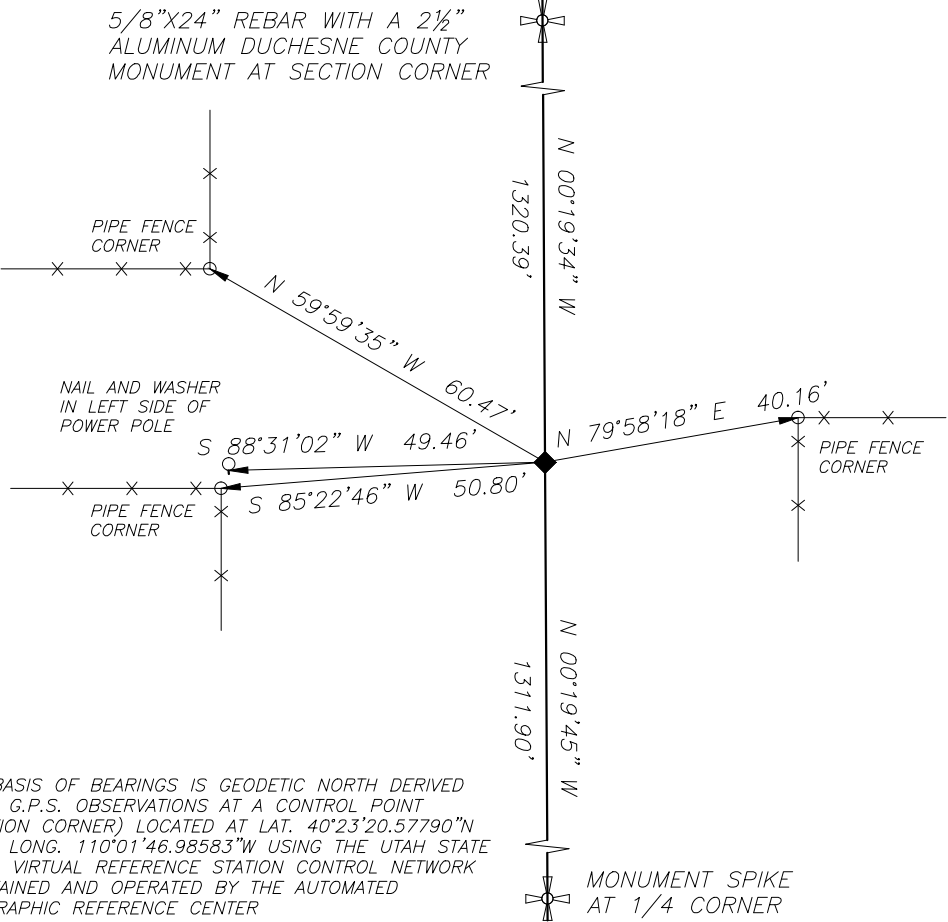 5/8"X24" REBAR WITH A 2½"
ALUMINUM DUCHESNE COUNTY
MONUMENT AT SECTION CORNER
N 00°19'34" W
1320.39'
PIPE FENCE
CORNER
N 59°59'35" W 60.47'
NAIL AND WASHER
IN LEFT SIDE OF
POWER POLE
S 88°31'02" W 49.46'
N 79°58'18" E 40.16'
PIPE FENCE
CORNER
S 85°22'46" W 50.80'
PIPE FENCE
CORNER
N 00°19'45" W
1311.90'
BASIS OF BEARINGS IS GEODETIC NORTH DERIVED
G.P.S. OBSERVATIONS AT A CONTROL POINT
ION CORNER) LOCATED AT LAT. 40°23'20.57790"N
LONG. 110°01'46.98583"W USING THE UTAH STATE
VIRTUAL REFERENCE STATION CONTROL NETWORK
AINED AND OPERATED BY THE AUTOMATED
RAPHIC REFERENCE CENTER
MONUMENT SPIKE
AT 1/4 CORNER